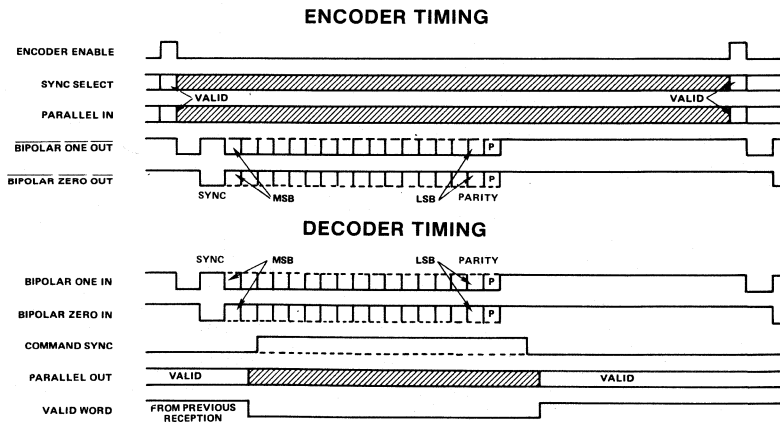 ENCODER TIMING
ENCODER ENABLE
SYNC SELECT
VALID
VALID
PARALLEL IN
BIPOLAR ONE OUT
P
BIPOLAR ZERO OUT
P
SYNC
MSB
LSB
PARITY
DECODER TIMING
SYNC
MSB
LSB
PARITY
BIPOLAR ONE IN
P
BIPOLAR ZERO IN
P
COMMAND SYNC
PARALLEL OUT
VALID
VALID
VALID WORD
FROM PREVIOUS
RECEPTION